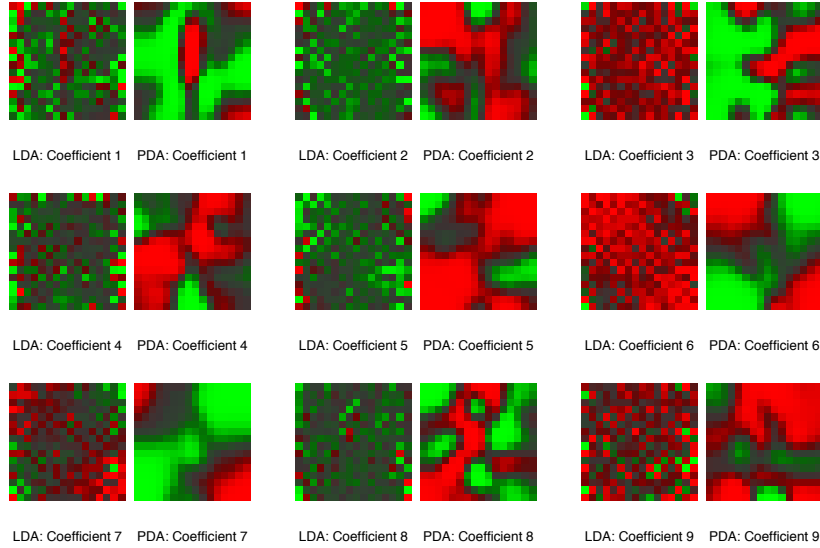 LDA: Coefficient 1 PDA: Coefficient 1 LDA: Coefficient 2 PDA: Coefficient 2 LDA: Coefficient 3 PDA: Coefficient 3
LDA: Coefficient 4 PDA: Coefficient 4 LDA: Coefficient 5 PDA: Coefficient 5 LDA: Coefficient 6 PDA: Coefficient 6
LDA: Coefficient 7 PDA: Coefficient 7 LDA: Coefficient 8 PDA: Coefficient 8 LDA: Coefficient 9 PDA: Coefficient 9